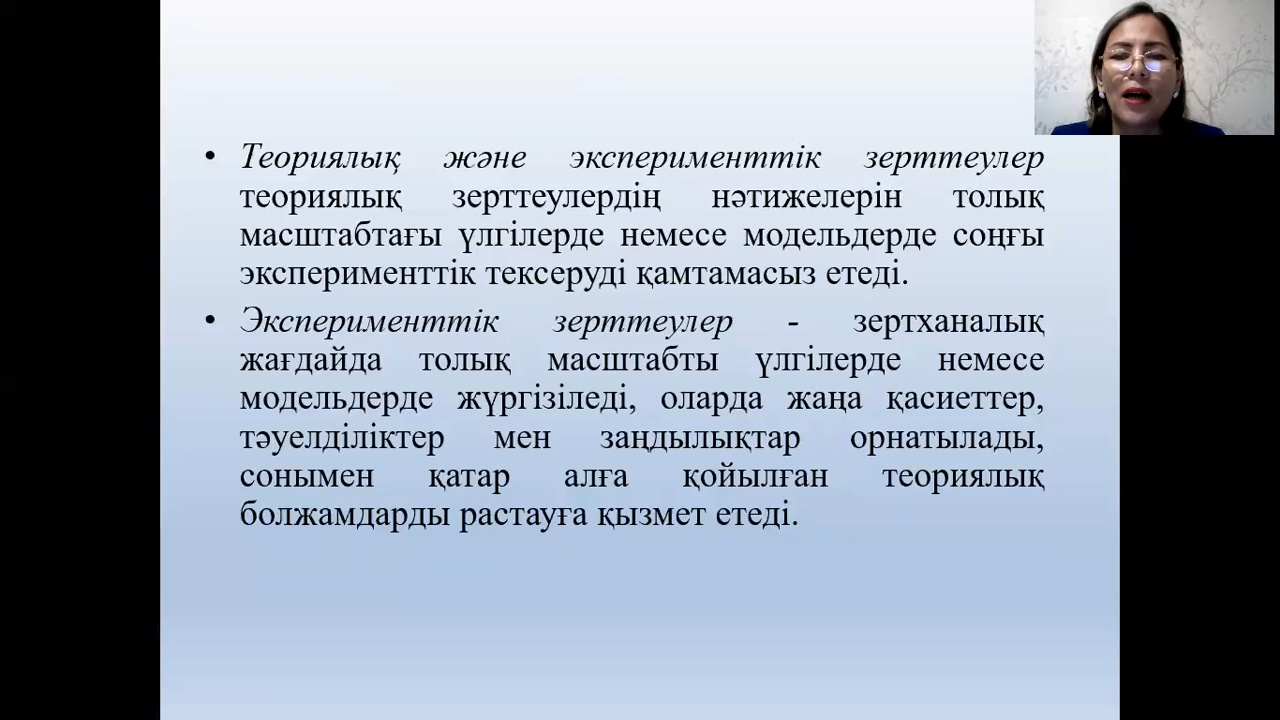 • Теориялық және эксперименттік зерттеулер
теориялық зерттеулердің нәтижелерін толық
масштабтағы үлгілерде немесе модельдерде соңғы
эксперименттік тексеруді қамтамасыз етеді.
• Эксперименттік зерттеулер - зертханалық
жағдайда толық масштабты үлгілерде немесе
модельдерде жүргізіледі, оларда жаңа қасиеттер,
тәуелділіктер мен заңдылықтар орнатылады,
сонымен қатар алға қойылған теориялық
болжамдарды растауға қызмет етеді.